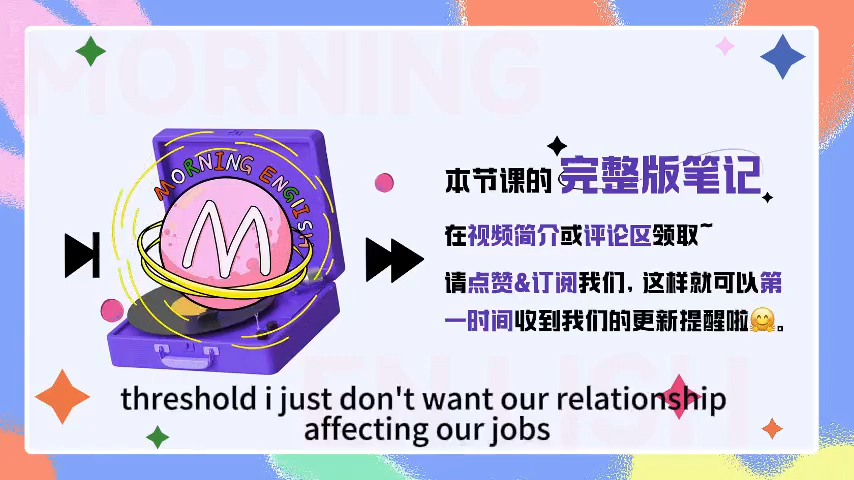 MORNING
MORNING ENGLISH
M
本节课的 完整版笔记
在视频简介或评论区领取~
请点赞&订阅我们, 这样就可以第
一时间收到我们的更新提醒啦🤗。
ENGLISH
threshold i just don't want our relationship
affecting our jobs